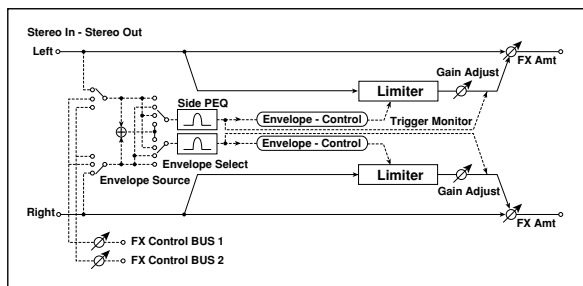 Stereo In - Stereo Out
Left
FX Amt
Gain Adjust
Limiter
Side PEQ
Envelope - Control
Trigger Monitor
Envelope - Control
Envelope Select
Envelope Source
Limiter
Gain Adjust
Right
FX Amt
FX Control BUS 1
FX Control BUS 2